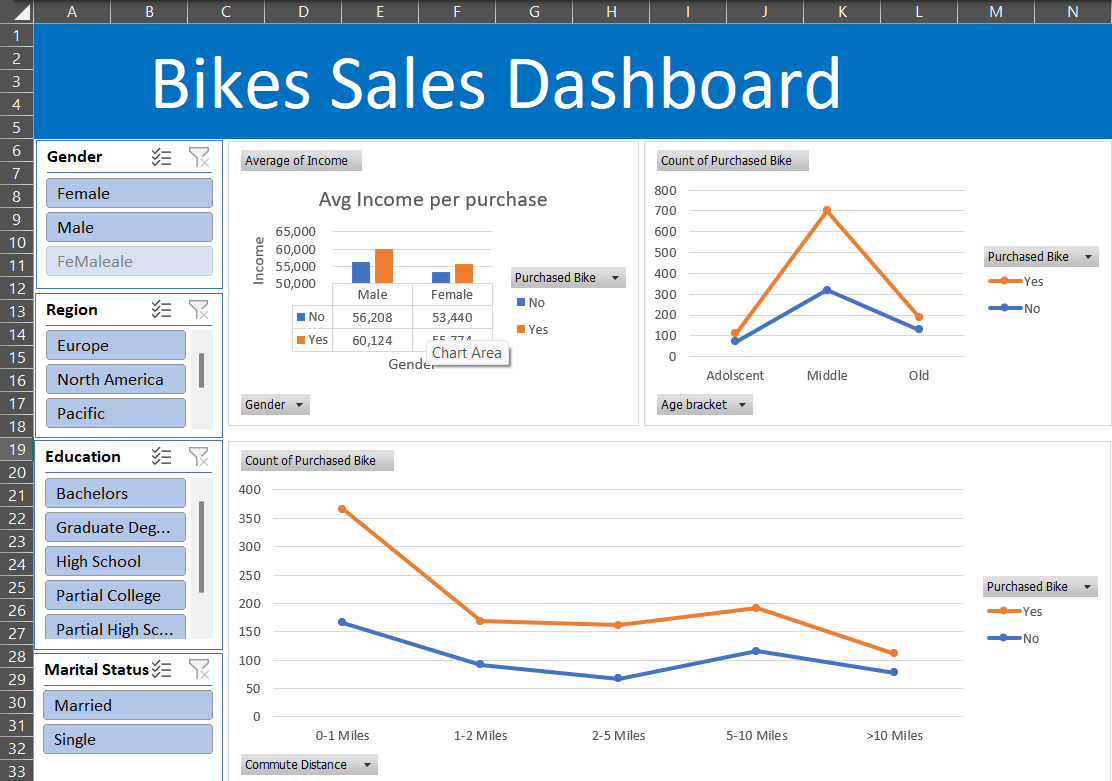 A B C D E F G H I J K L M N
1
2
3
4
5
6
7
8
9
10
11
12
13
14
15
16
17
18
19
20
21
22
23
24
25
26
27
28
29
30
31
32
33
Bikes Sales Dashboard
Gender
Female
Male
FeMaleale
Region
Europe
North America
Pacific
Education
Bachelors
Graduate Deg...
High School
Partial College
Partial High Sc...
Marital Status
Married
Single
Average of Income
Avg Income per purchase
Income
65,000
60,000
55,000
50,000
Male Female
No 56,208 53,440
Yes 60,124 55,774
Chart Area
Gender
Purchased Bike
No
Yes
Gender
Count of Purchased Bike
800
700
600
500
400
300
200
100
0
Adolscent Middle Old
Purchased Bike
Yes
No
Age bracket
Count of Purchased Bike
400
350
300
250
200
150
100
50
0
0-1 Miles 1-2 Miles 2-5 Miles 5-10 Miles >10 Miles
Purchased Bike
Yes
No
Commute Distance